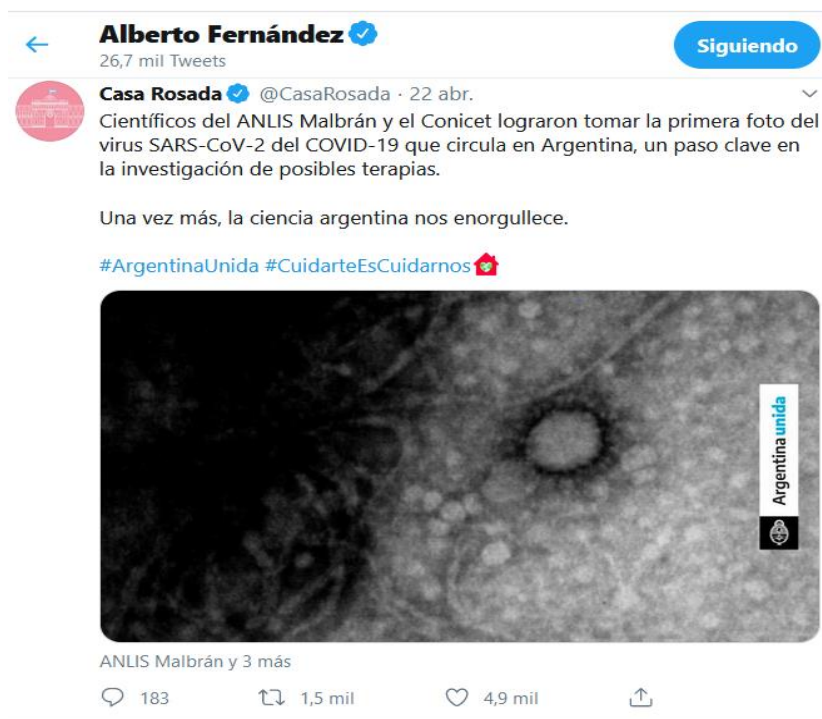 Alberto Fernández
26,7 mil Tweets
Siguiendo
Casa Rosada @CasaRosada · 22 abr.
Científicos del ANLIS Malbrán y el Conicet lograron tomar la primera foto del
virus SARS-CoV-2 del COVID-19 que circula en Argentina, un paso clave en
la investigación de posibles terapias.
Una vez más, la ciencia argentina nos enorgullece.
#ArgentinaUnida #CuidarteEsCuidarnos
Argentina unida
ANLIS Malbrán y 3 más
183 1,5 mil 4,9 mil